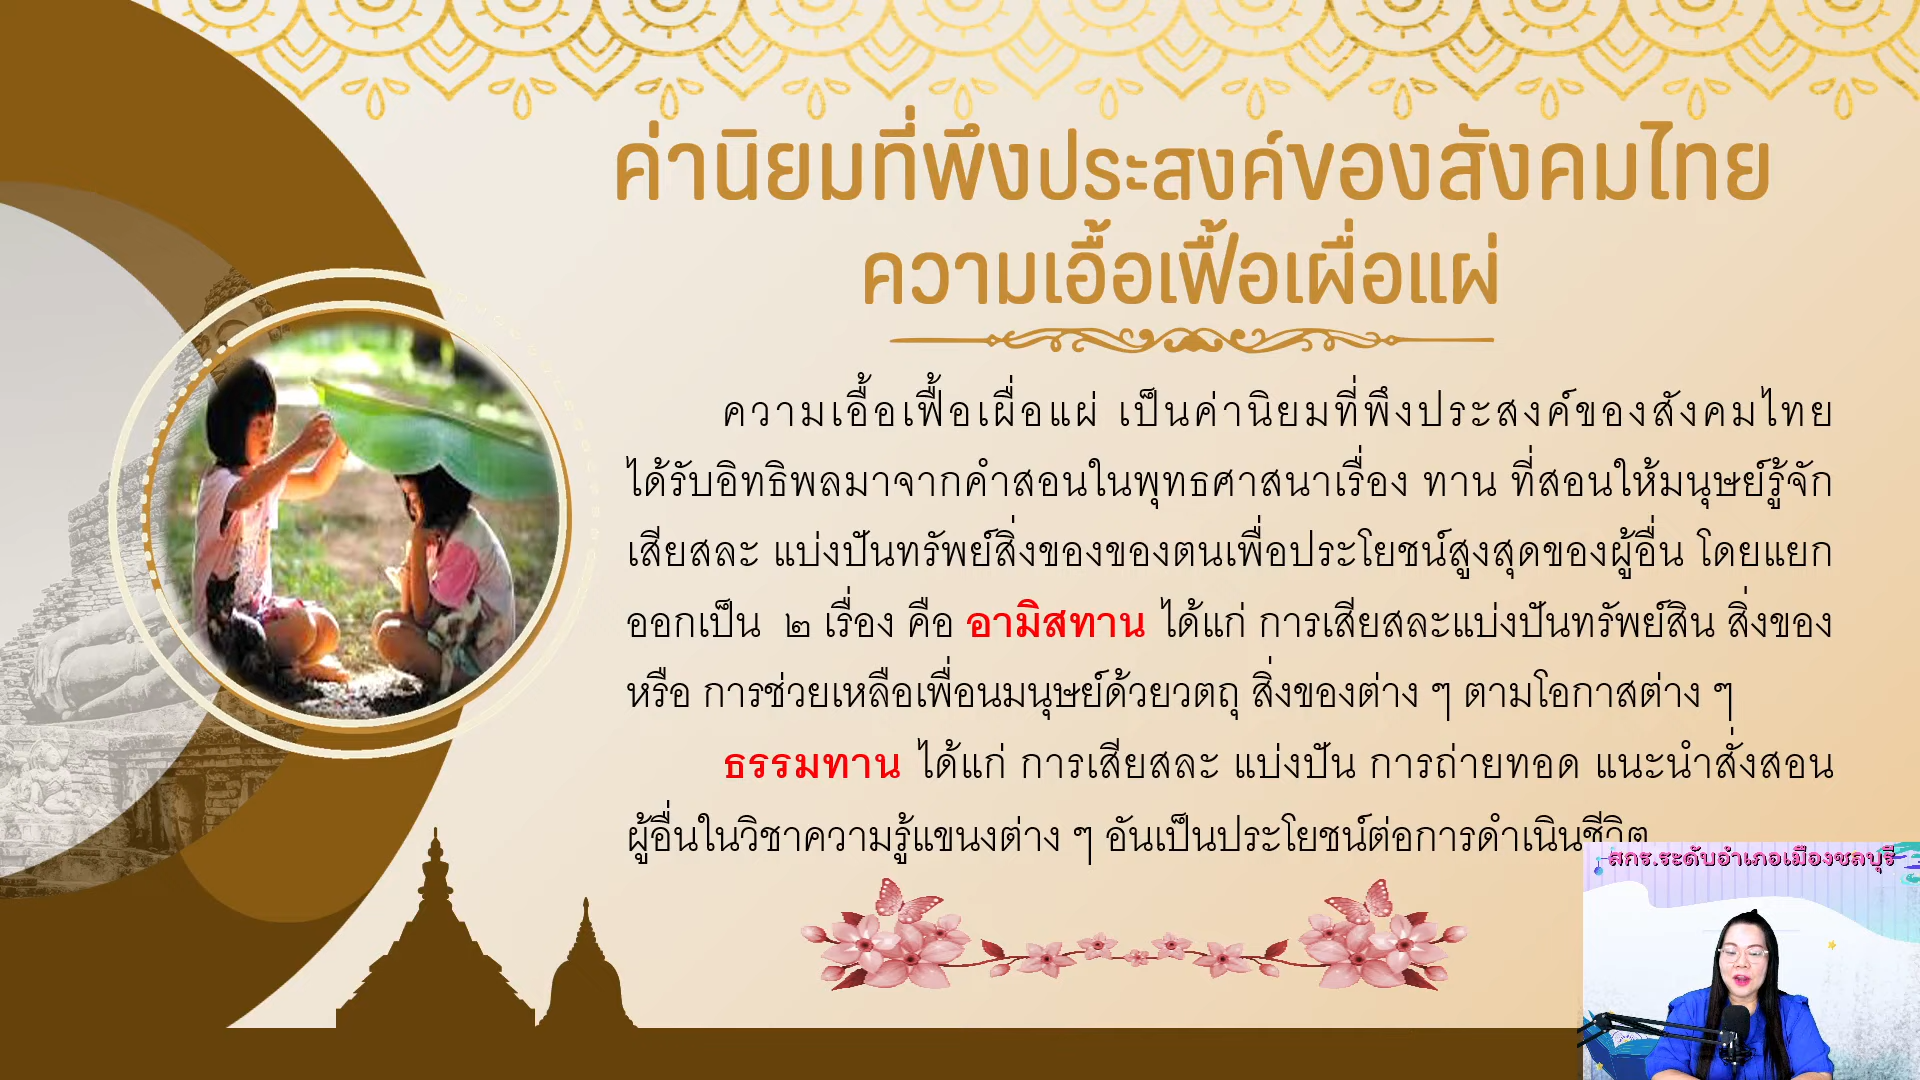 ค่านิยมที่พึงประสงค์ของสังคมไทย
ความเอื้อเฟื้อเผื่อแผ่
ความเอื้อเฟื้อเผื่อแผ่ เป็นค่านิยมที่พึงประสงค์ของสังคมไทย
ได้รับอิทธิพลมาจากคำสอนในพุทธศาสนาเรื่อง ทาน ที่สอนให้มนุษย์รู้จัก
เสียสละ แบ่งปันทรัพย์สิ่งของของตนเพื่อประโยชน์สูงสุดของผู้อื่น โดยแยก
ออกเป็น ๒ เรื่อง คือ อามิสทาน ได้แก่ การเสียสละแบ่งปันทรัพย์สิน สิ่งของ
หรือ การช่วยเหลือเพื่อนมนุษย์ด้วยวตถุ สิ่งของต่าง ๆ ตามโอกาสต่าง ๆ
ธรรมทาน ได้แก่ การเสียสละ แบ่งปัน การถ่ายทอด แนะนำสั่งสอน
ผู้อื่นในวิชาความรู้แขนงต่าง ๆ อันเป็นประโยชน์ต่อการดำเนินชีวิต
สกร.ระดับอำเภอเมืองชลบุรี